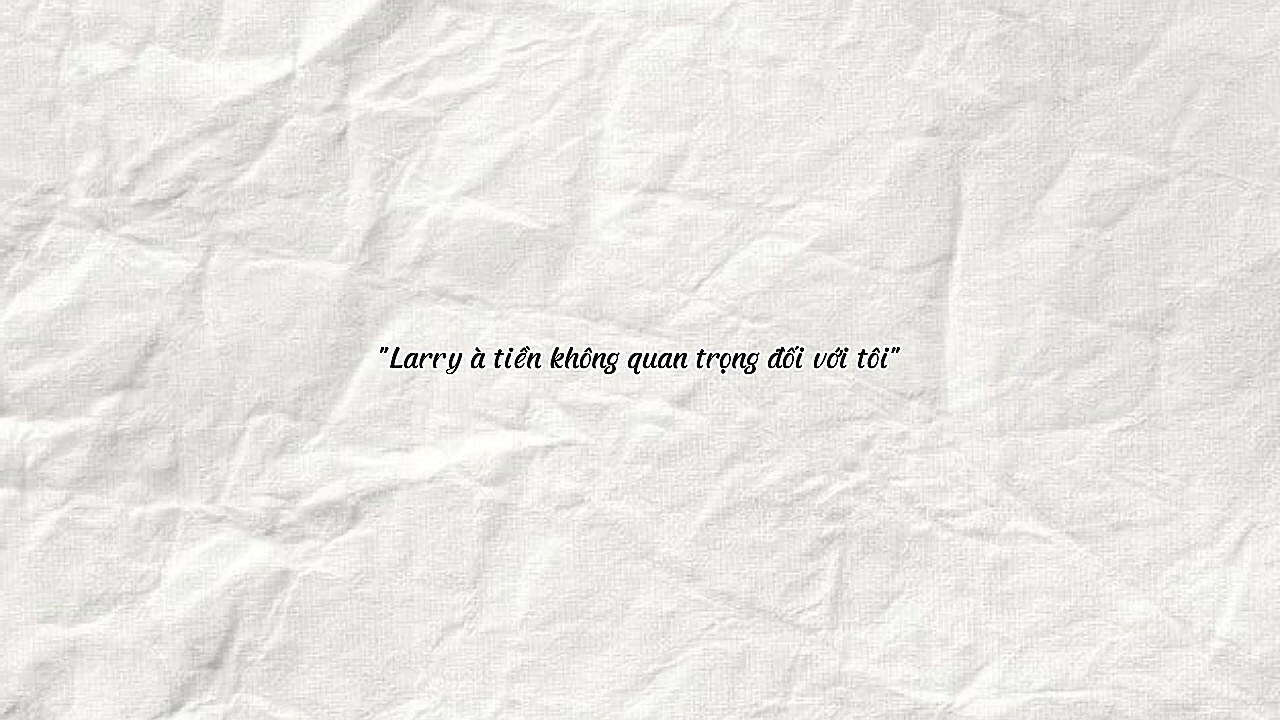 "Larry à tiền không quan trọng đối với tôi"